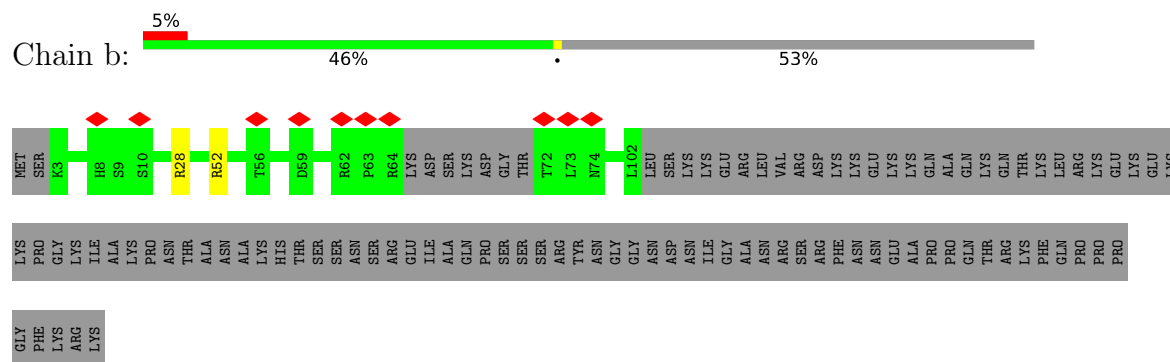 5%
Chain b:
46%
•
53%
MET SER K3 H8 S9 S10 R28 R52 T56 D59 R62 P63 R64 LYS ASP SER LYS ASP GLY THR T72 L73 N74 L102 LEU SER LYS LYS GLU ARG LEU VAL ARG ASP LYS LYS GLU LYS LYS GLN ALA GLN LYS GLN THR LYS LEU ARG LYS GLU LYS GLU LYS
LYS PRO GLY LYS ILE ALA LYS PRO ASN THR ALA ASN ALA LYS HIS THR SER SER ASN SER ARG GLU ILE ALA GLN PRO SER SER SER ARG TYR ASN GLY GLY ASN ASP ASN ILE GLY ALA ASN ARG SER ARG PHE ASN ASN GLU ALA PRO PRO GLN THR ARG LYS PHE GLN PRO PRO PRO
GLY PHE LYS ARG LYS